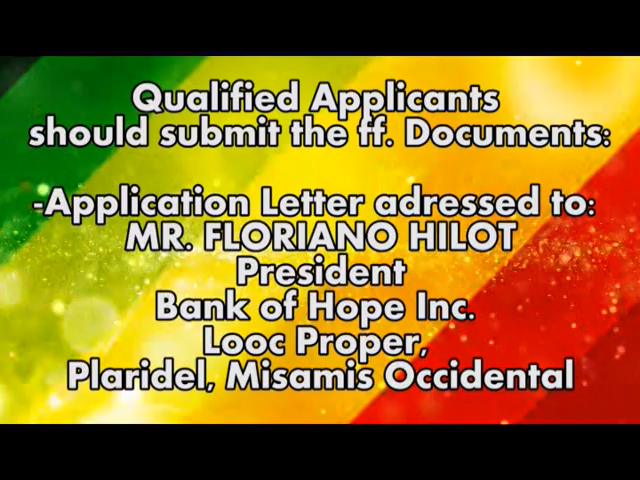 Qualified Applicants
should submit the ff. Documents:
-Application Letter adressed to:
MR. FLORIANO HILOT
President
Bank of Hope Inc.
Looc Proper,
Plaridel, Misamis Occidental